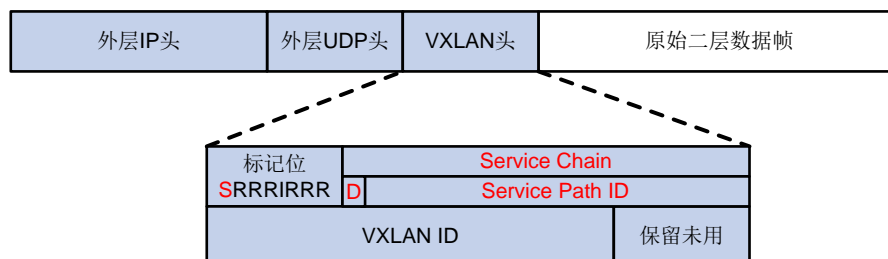 外层IP头
外层UDP头
VXLAN头
原始二层数据帧
标记位
SRRRIRRR
Service Chain
D
Service Path ID
VXLAN ID
保留未用